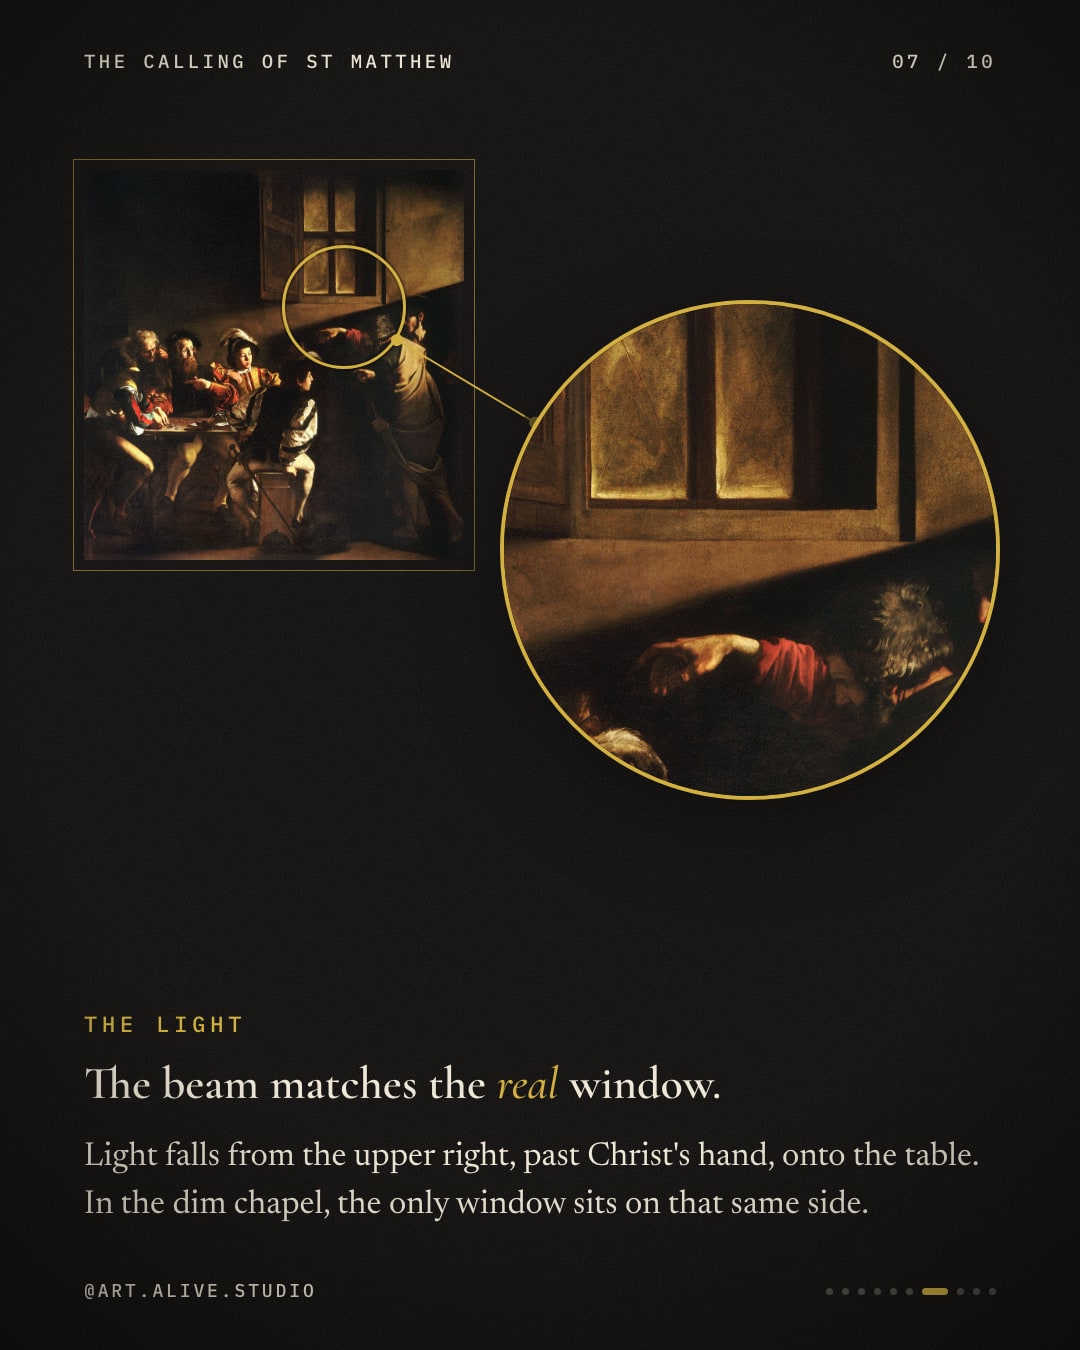 THE CALLING OF ST MATTHEW
07 / 10
THE LIGHT
The beam matches the real window.
Light falls from the upper right, past Christ's hand, onto the table.
In the dim chapel, the only window sits on that same side.
@ART.ALIVE.STUDIO